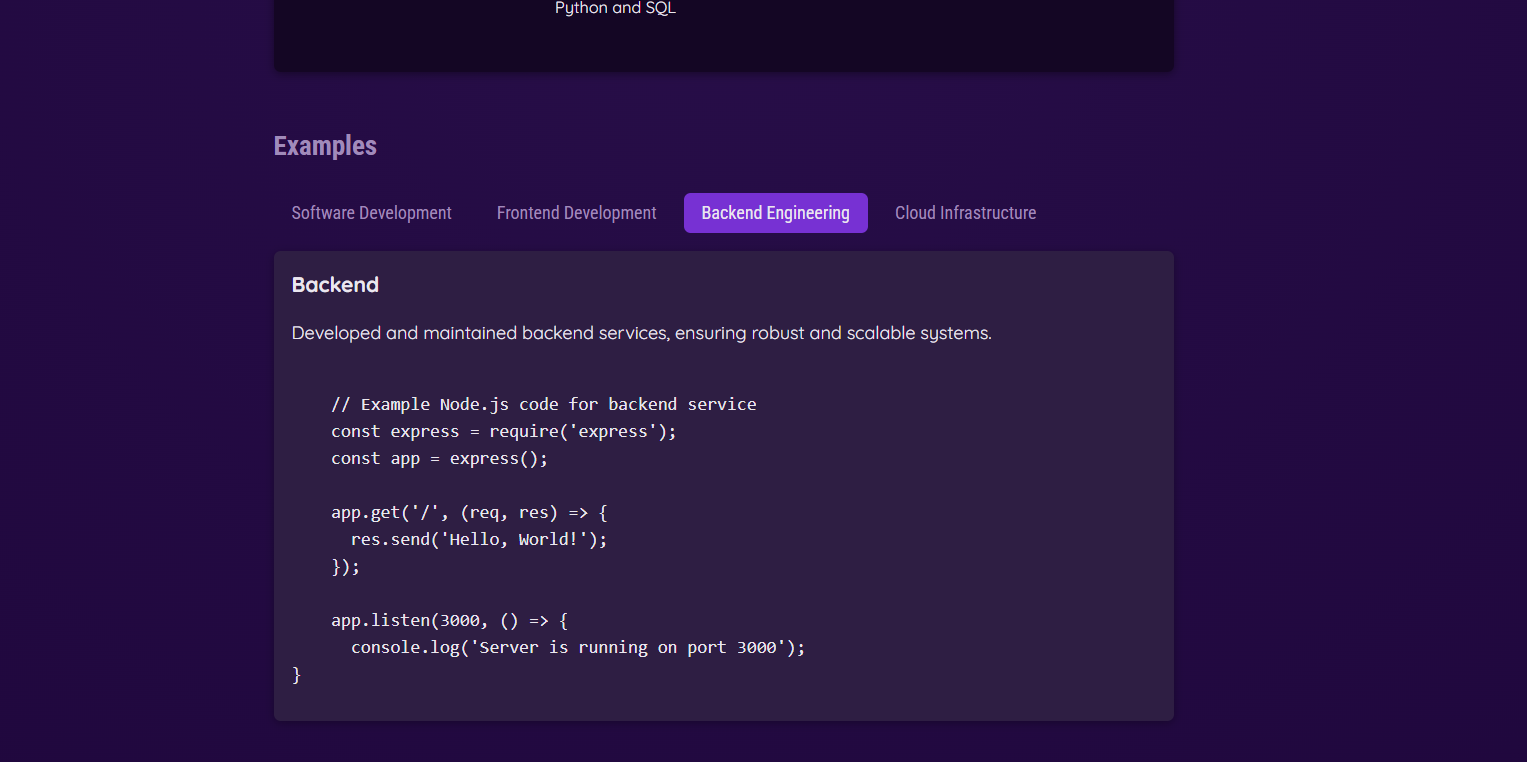 Python and SQL
Examples
Software Development Frontend Development Backend Engineering Cloud Infrastructure
Backend
Developed and maintained backend services, ensuring robust and scalable systems.
// Example Node.js code for backend service
const express = require('express');
const app = express();
app.get('/', (req, res) => {
res.send('Hello, World!');
});
app.listen(3000, () => {
console.log('Server is running on port 3000');
}